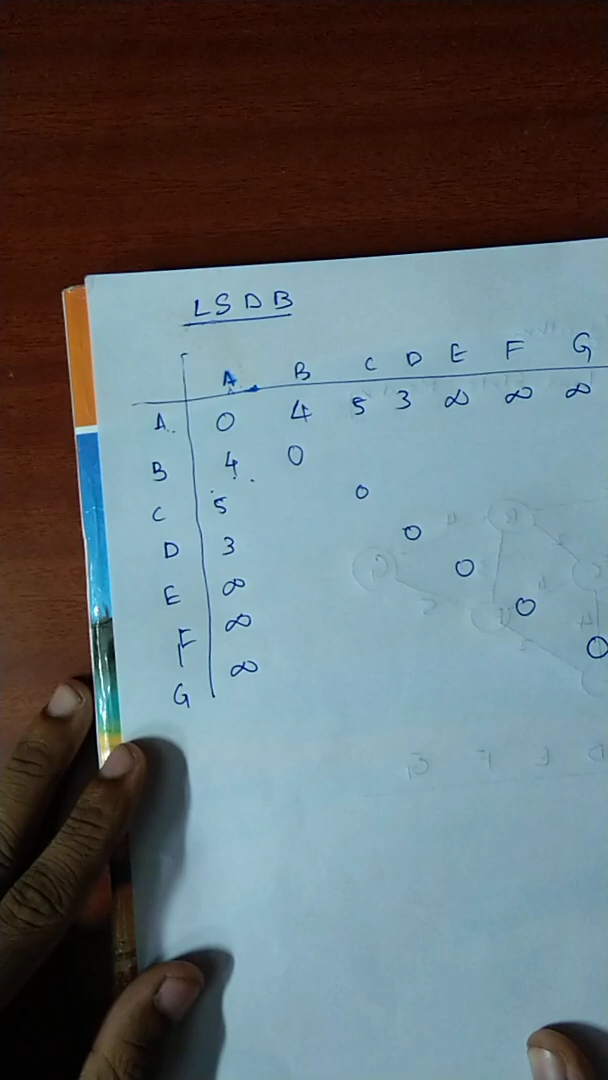 LSDB
A B C D E F G
A 0 4 5 3 ∞ ∞ ∞
B 4 0
C 5 0
D 3 0
E ∞ 0
F ∞ 0
G ∞ 0